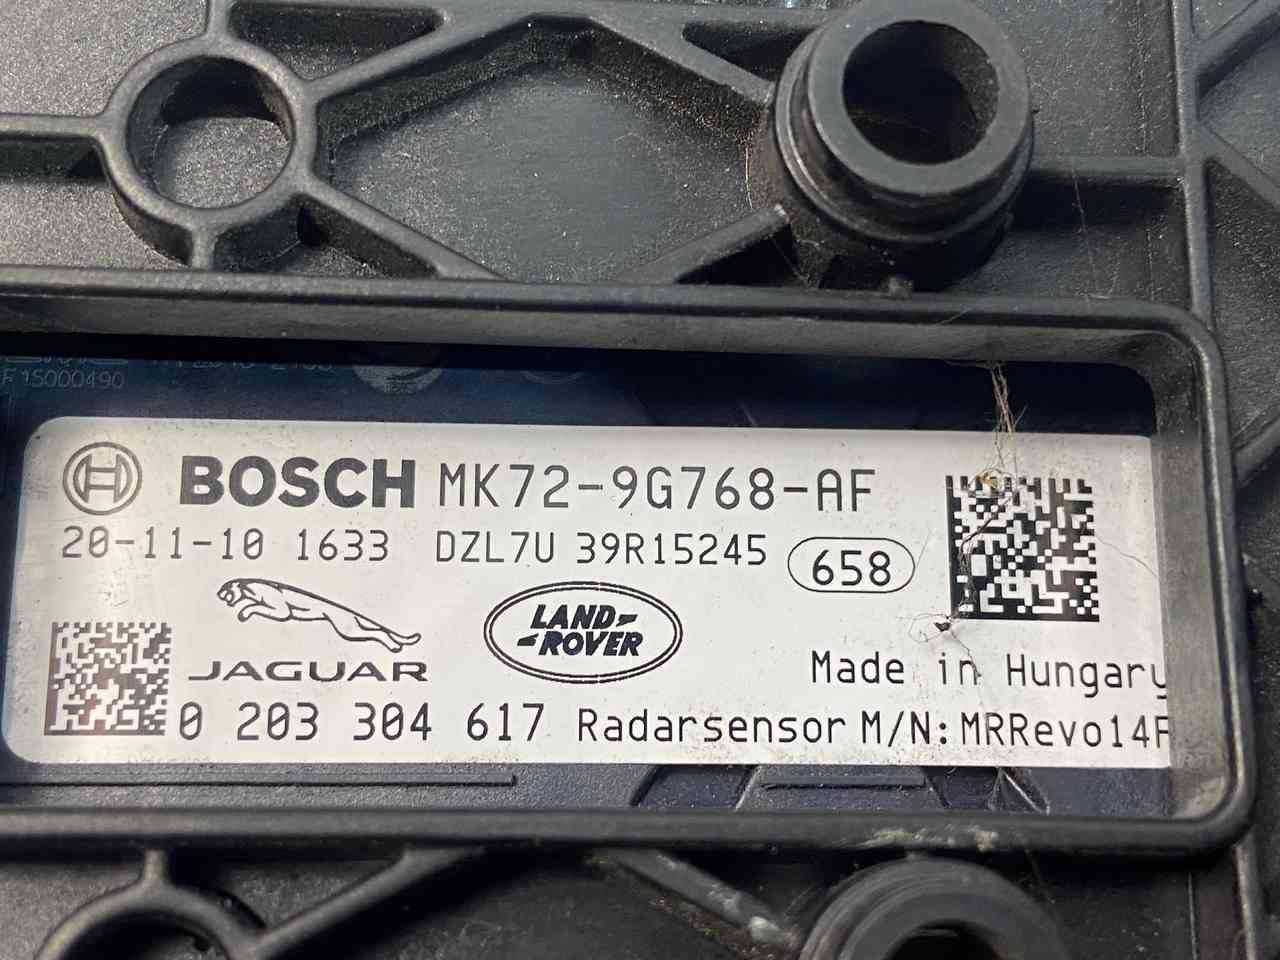 F15000490
BOSCH MK72-9G768-AF
20-11-10 1633 DZL7U 39R15245 658
JAGUAR
LAND-
-ROVER
Made in Hungary
0 203 304 617 Radarsensor M/N: MRRevo14F